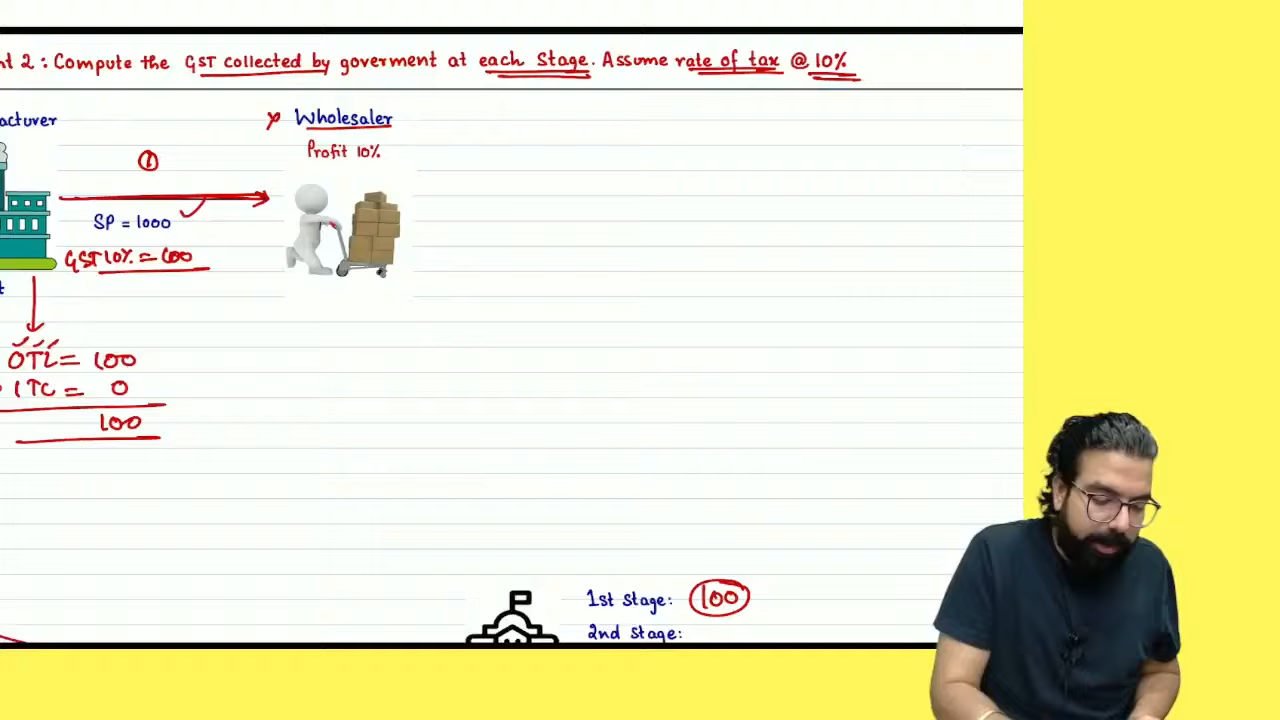 nt 2 : Compute the GST collected by goverment at each Stage. Assume rate of tax @ 10%
acturer
Wholesaler
Profit 10%
1
SP = 1000
GST 10% = 100
t
OTL = 100
ITC = 0
100
1st stage: 100
2nd stage: